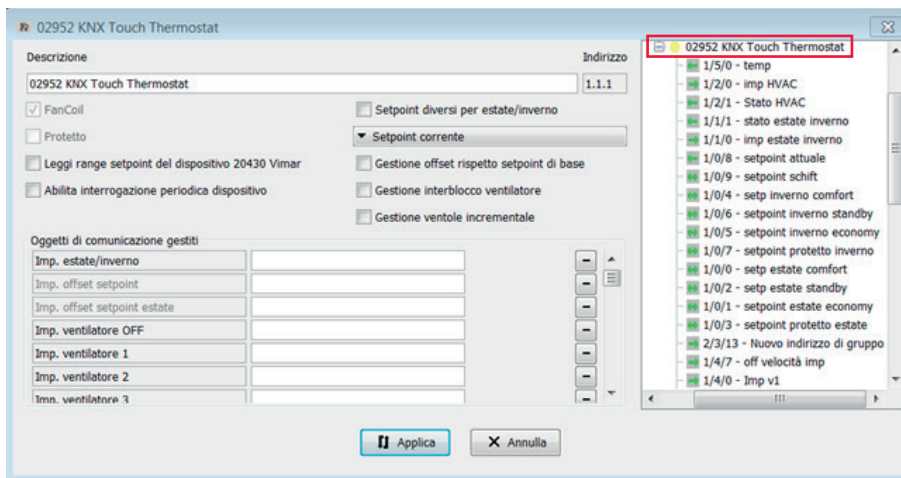 02952 KNX Touch Thermostat
Descrizione
Indirizzo
02952 KNX Touch Thermostat
1.1.1
FanCoil
Setpoint diversi per estate/inverno
Protetto
Setpoint corrente
Leggi range setpoint del dispositivo 20430 Vimar
Gestione offset rispetto setpoint di base
Abilita interrogazione periodica dispositivo
Gestione interblocco ventilatore
Gestione ventole incrementale
Oggetti di comunicazione gestiti
Imp. estate/inverno
Imp. offset setpoint
Imp. offset setpoint estate
Imp. ventilatore OFF
Imp. ventilatore 1
Imp. ventilatore 2
Imp. ventilatore 3
Applica
Annulla
02952 KNX Touch Thermostat
1/5/0 - temp
1/2/0 - imp HVAC
1/2/1 - Stato HVAC
1/1/1 - stato estate inverno
1/1/0 - imp estate inverno
1/0/8 - setpoint attuale
1/0/9 - setpoint schift
1/0/4 - setp inverno comfort
1/0/6 - setpoint inverno standby
1/0/5 - setpoint inverno economy
1/0/7 - setpoint protetto inverno
1/0/0 - setp estate comfort
1/0/2 - setp estate standby
1/0/1 - setpoint estate economy
1/0/3 - setpoint protetto estate
2/3/13 - Nuovo indirizzo di gruppo
1/4/7 - off velocità imp
1/4/0 - Imp v1